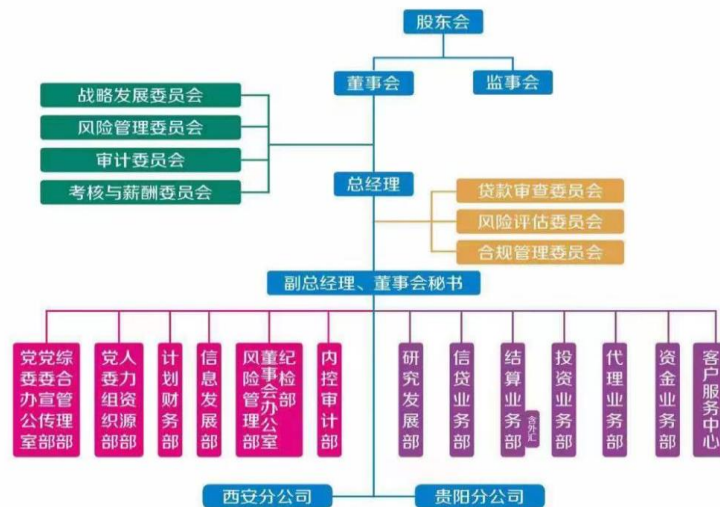 股东会
董事会
监事会
战略发展委员会
风险管理委员会
审计委员会
考核与薪酬委员会
总经理
贷款审查委员会
风险评估委员会
合规管理委员会
副总经理、董事会秘书
综合管理部
党委宣传部
党委办公室
人力资源部
党委组织部
计划财务部
信息发展部
纪检部
董事会办公室
风险管理部
内控审计部
研究发展部
信贷业务部
结算业务部
含外汇
投资业务部
代理业务部
资金业务部
客户服务中心
西安分公司
贵阳分公司